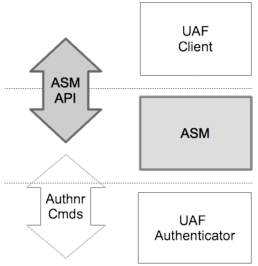 UAF
Client
ASM
API
ASM
Authnr
Cmds
UAF
Authenticator